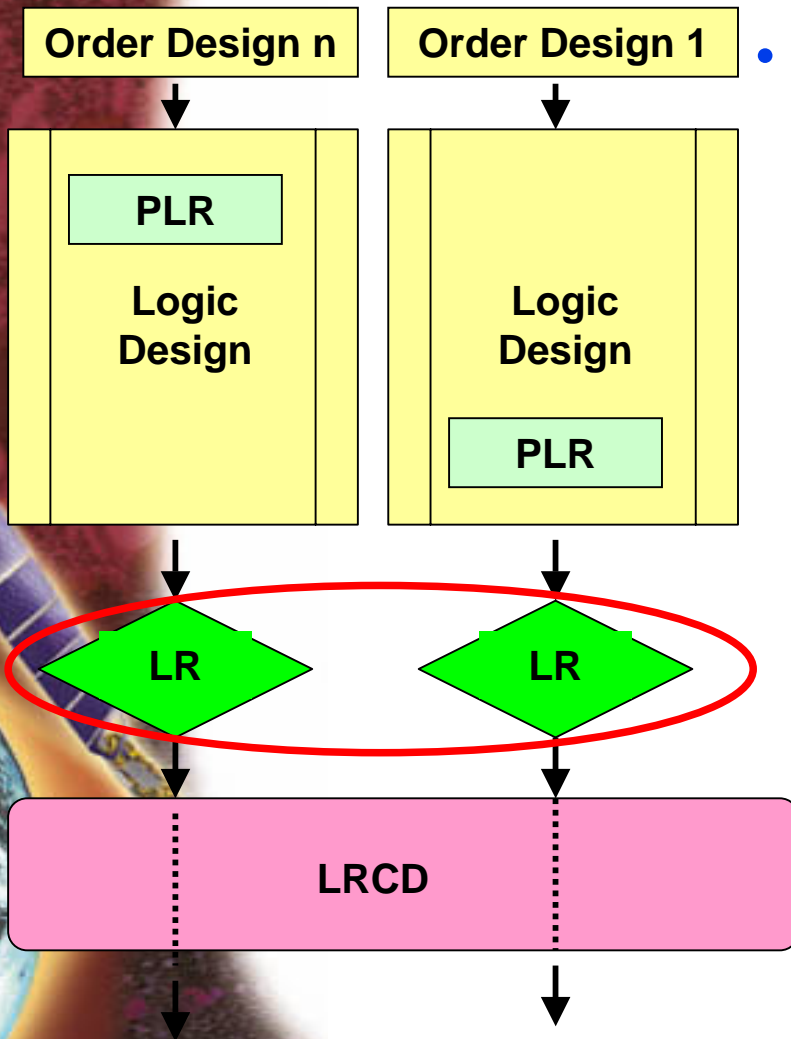 Order Design n
Order Design 1
•
PLR
Logic
Design
Logic
Design
PLR
LR
LR
LRCD